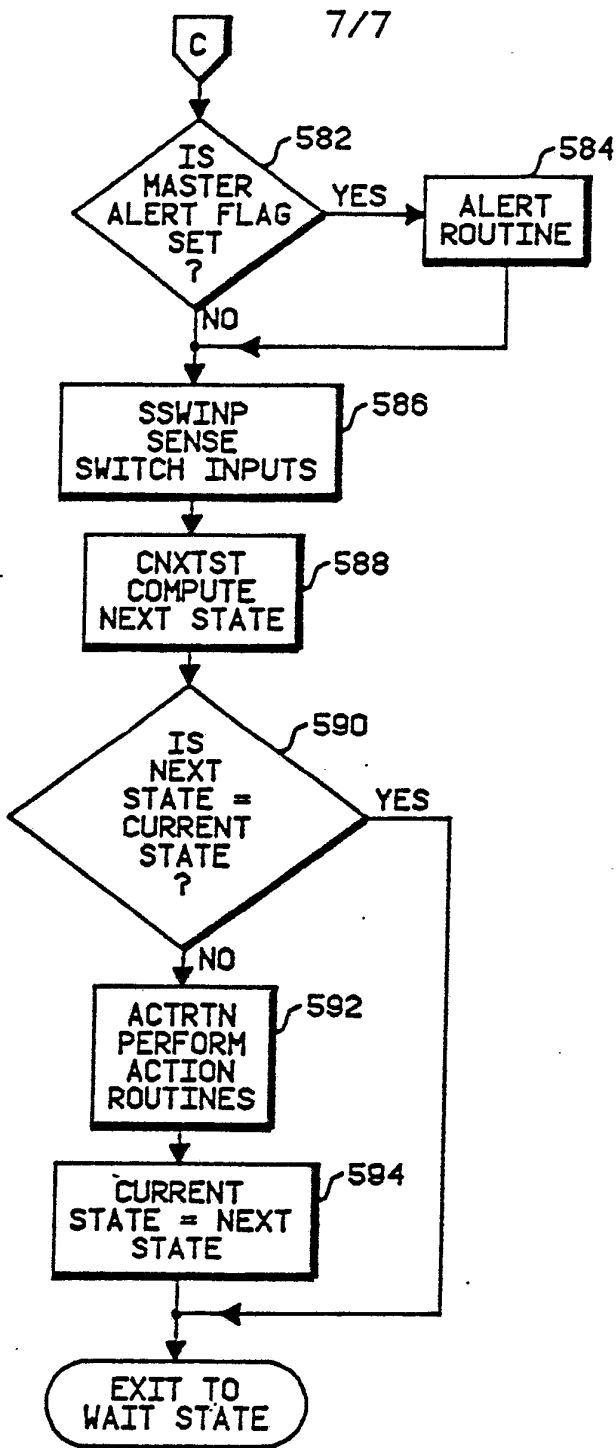 7/7
C
582
IS
MASTER
ALERT FLAG
SET
?
YES
584
ALERT
ROUTINE
NO
586
SSWINP
SENSE
SWITCH INPUTS
588
CNXTST
COMPUTE
NEXT STATE
590
IS
NEXT
STATE =
CURRENT
STATE
?
YES
NO
592
ACTRTN
PERFORM
ACTION
ROUTINES
594
CURRENT
STATE = NEXT
STATE
EXIT TO
WAIT STATE